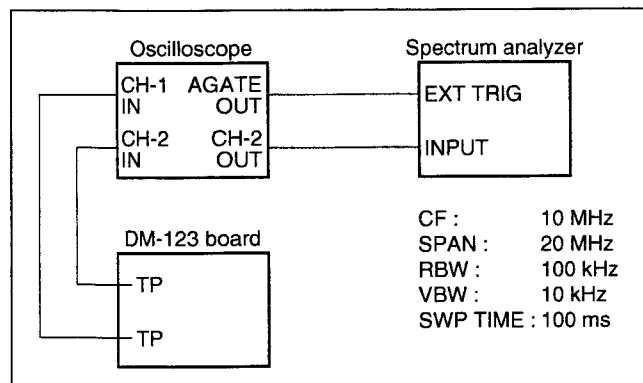 Oscilloscope
CH-1 IN
AGATE OUT
CH-2 IN
CH-2 OUT
Spectrum analyzer
EXT TRIG
INPUT
DM-123 board
TP
TP
CF : 10 MHz
SPAN : 20 MHz
RBW : 100 kHz
VBW : 10 kHz
SWP TIME : 100 ms